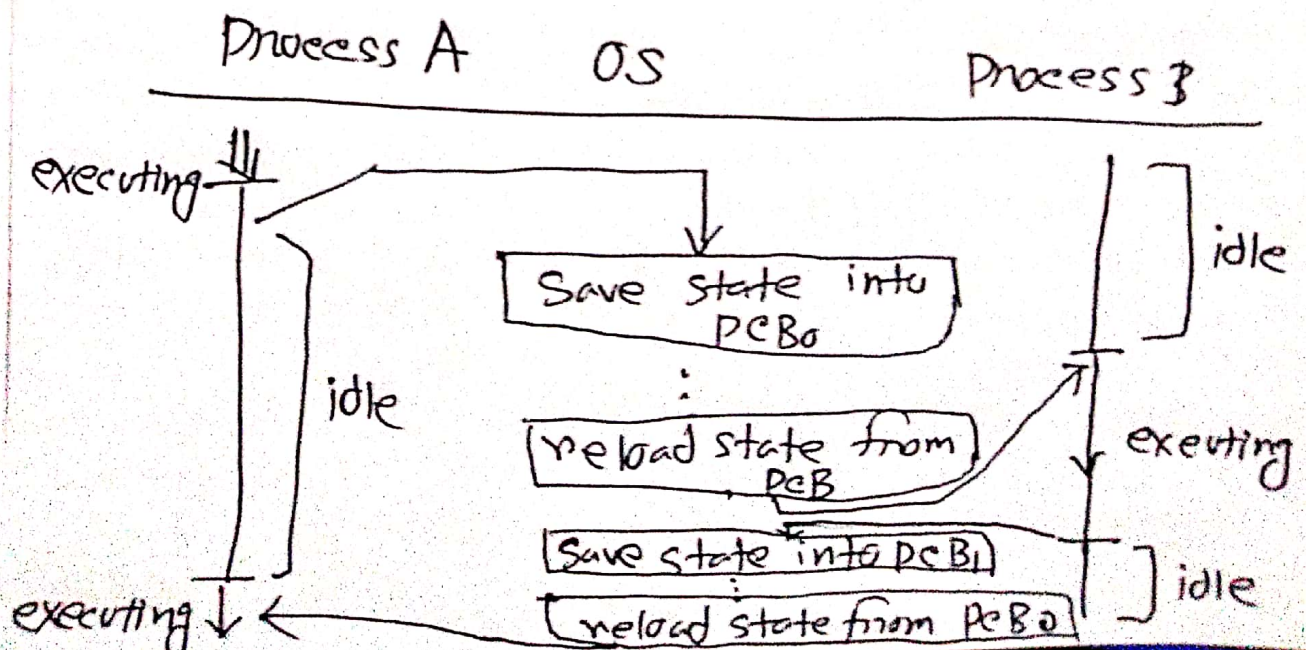 Process A OS Process B
executing
idle
Save state into
PCB0
idle
reload state from
PCB
exeuting
Save state into PCB1
idle
executing
reload state from PCB0